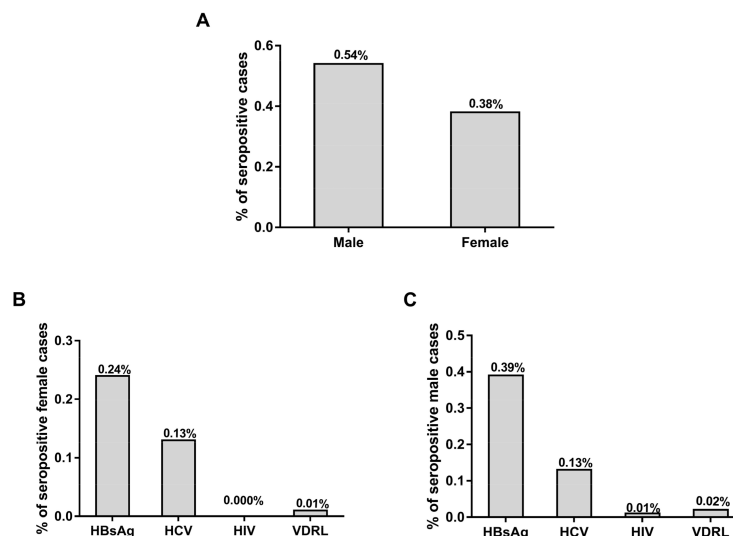 A
% of seropositive cases
0.6
0.4
0.2
0.0
0.54%
0.38%
Male
Female
B
% of seropositive female cases
0.3
0.2
0.1
0.0
0.24%
0.13%
0.000%
0.01%
HBsAg
HCV
HIV
VDRL
C
% of seropositive male cases
0.5
0.4
0.3
0.2
0.1
0.0
0.39%
0.13%
0.01%
0.02%
HBsAg
HCV
HIV
VDRL